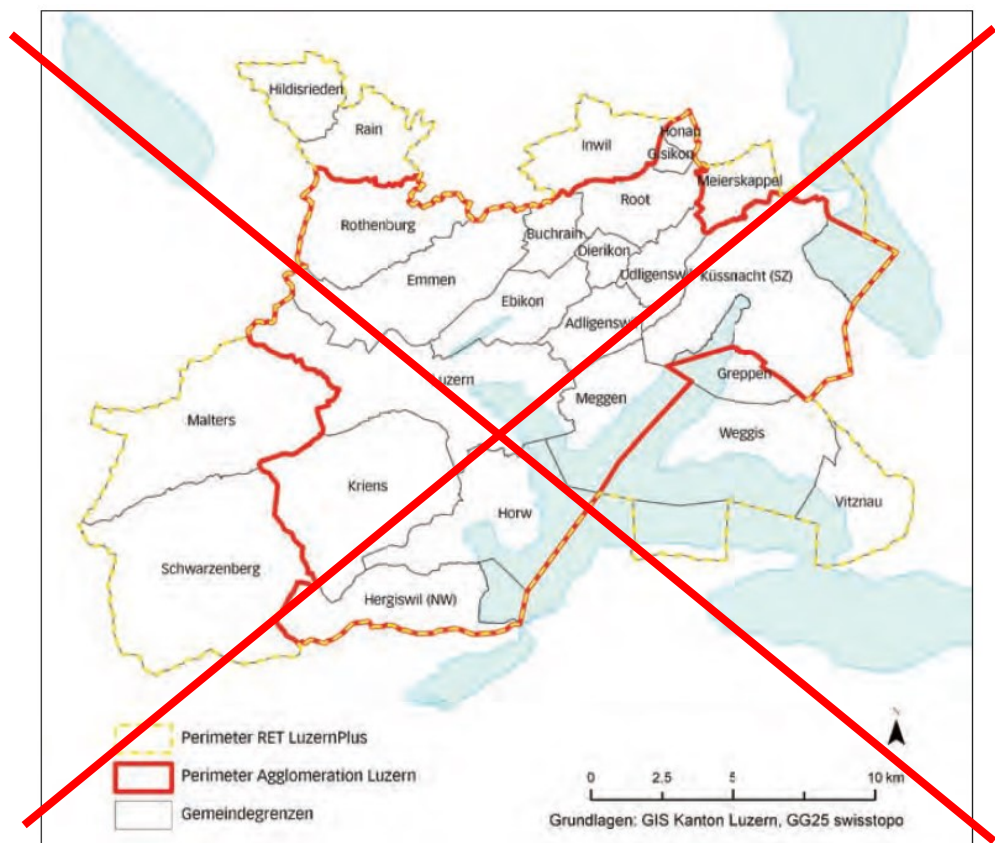 Hildisrieden
Rain
Inwil
Honau
Gisikon
Meierskappel
Root
Rothenburg
Buchrain
Dierikon
Udligenswil
Küssnacht (SZ)
Emmen
Ebikon
Adligenswil
Luzern
Greppen
Meggen
Malters
Weggis
Kriens
Vitznau
Horw
Schwarzenberg
Hergiswil (NW)
Perimeter RET LuzernPlus
Perimeter Agglomeration Luzern
Gemeindegrenzen
0 2.5 5 10 km
Grundlagen: GIS Kanton Luzern, GG25 swisstopo